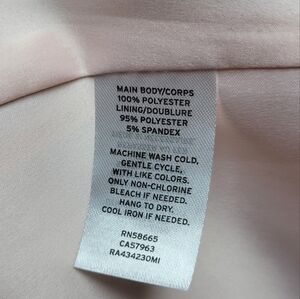 MAIN BODY/CORPS
100% POLYESTER
LINING/DOUBLURE
95% POLYESTER
5% SPANDEX
MACHINE WASH COLD,
GENTLE CYCLE,
WITH LIKE COLORS.
ONLY NON-CHLORINE
BLEACH IF NEEDED.
HANG TO DRY.
COOL IRON IF NEEDED.
RN58665
CA57963
RA434230MI